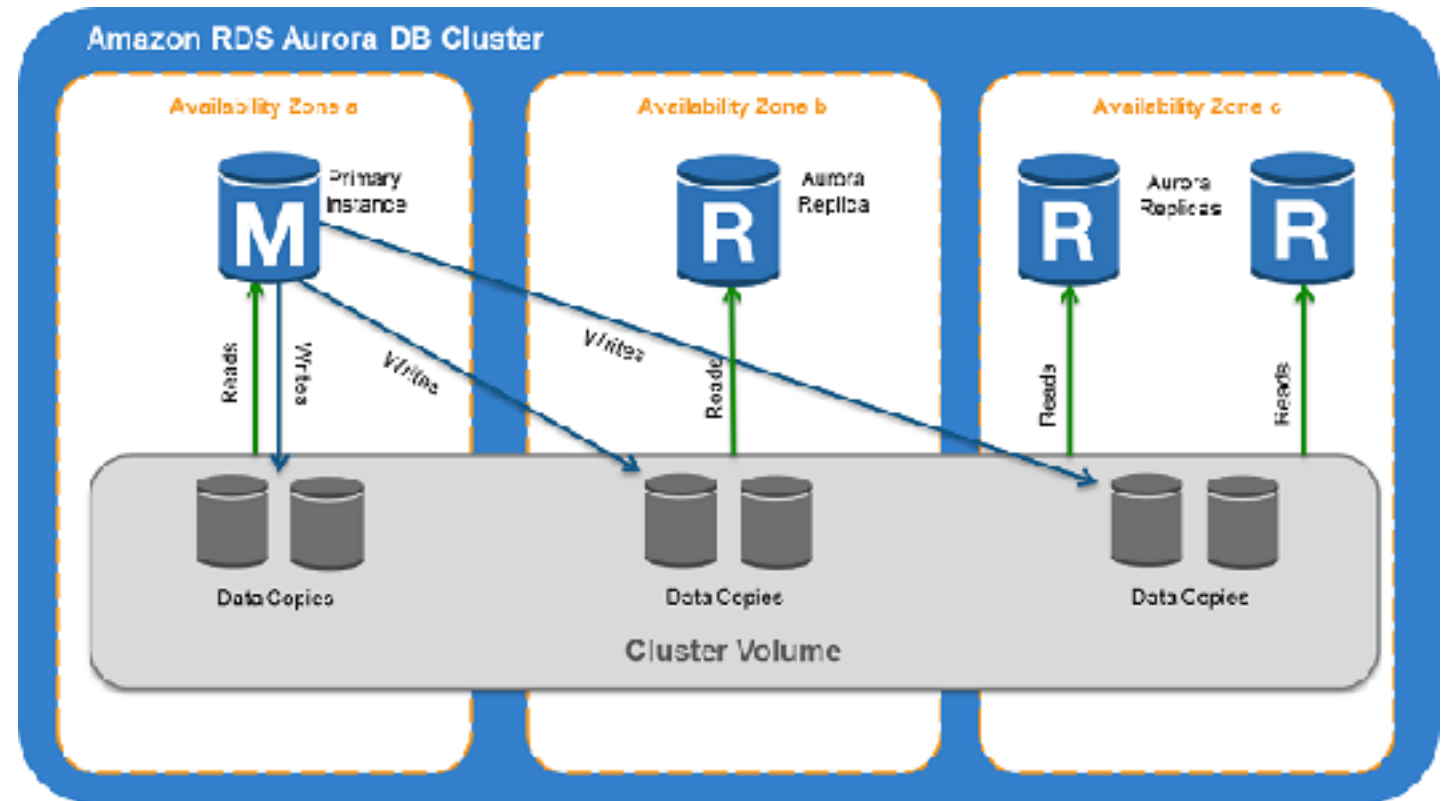 Amazon RDS Aurora DB Cluster
Availability Zone a
Availability Zone b
Availability Zone c
M
Primary
Instance
R
Aurora
Replica
R
Aurora
Replicas
R
Reads
Writes
Writes
Writes
Reads
Reads
Reads
Data Copies
Data Copies
Data Copies
Cluster Volume